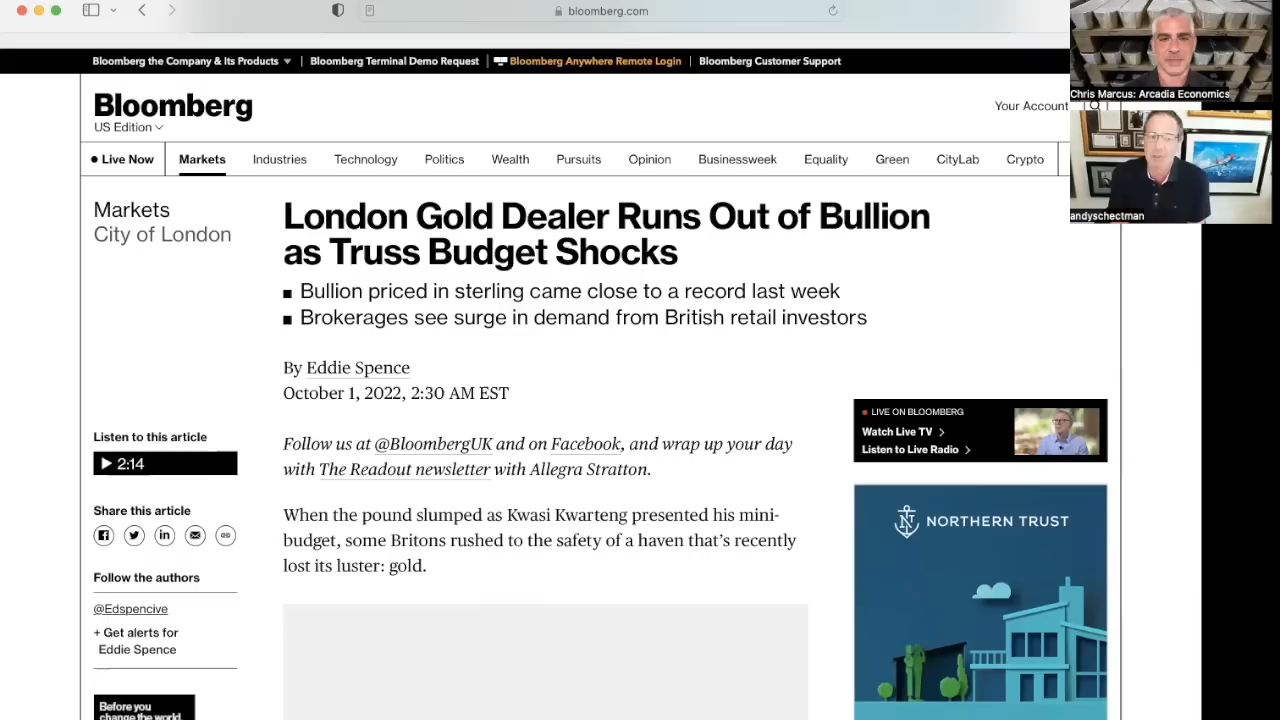 bloomberg.com
Bloomberg the Company & Its Products
Bloomberg Terminal Demo Request
Bloomberg Anywhere Remote Login
Bloomberg Customer Support
Chris Marcus: Arcadia Economics
Bloomberg
US Edition
Your Account
Live Now
Markets
Industries
Technology
Politics
Wealth
Pursuits
Opinion
Businessweek
Equality
Green
CityLab
Crypto
andyschectman
Markets
City of London
London Gold Dealer Runs Out of Bullion
as Truss Budget Shocks
Bullion priced in sterling came close to a record last week
Brokerages see surge in demand from British retail investors
By Eddie Spence
October 1, 2022, 2:30 AM EST
Listen to this article
2:14
Share this article
Follow the authors
@Edspencive
+ Get alerts for
Eddie Spence
Before you
change the world.
Follow us at @BloombergUK and on Facebook, and wrap up your day
with The Readout newsletter with Allegra Stratton.
When the pound slumped as Kwasi Kwarteng presented his mini-
budget, some Britons rushed to the safety of a haven that's recently
lost its luster: gold.
LIVE ON BLOOMBERG
Watch Live TV
Listen to Live Radio
NORTHERN TRUST